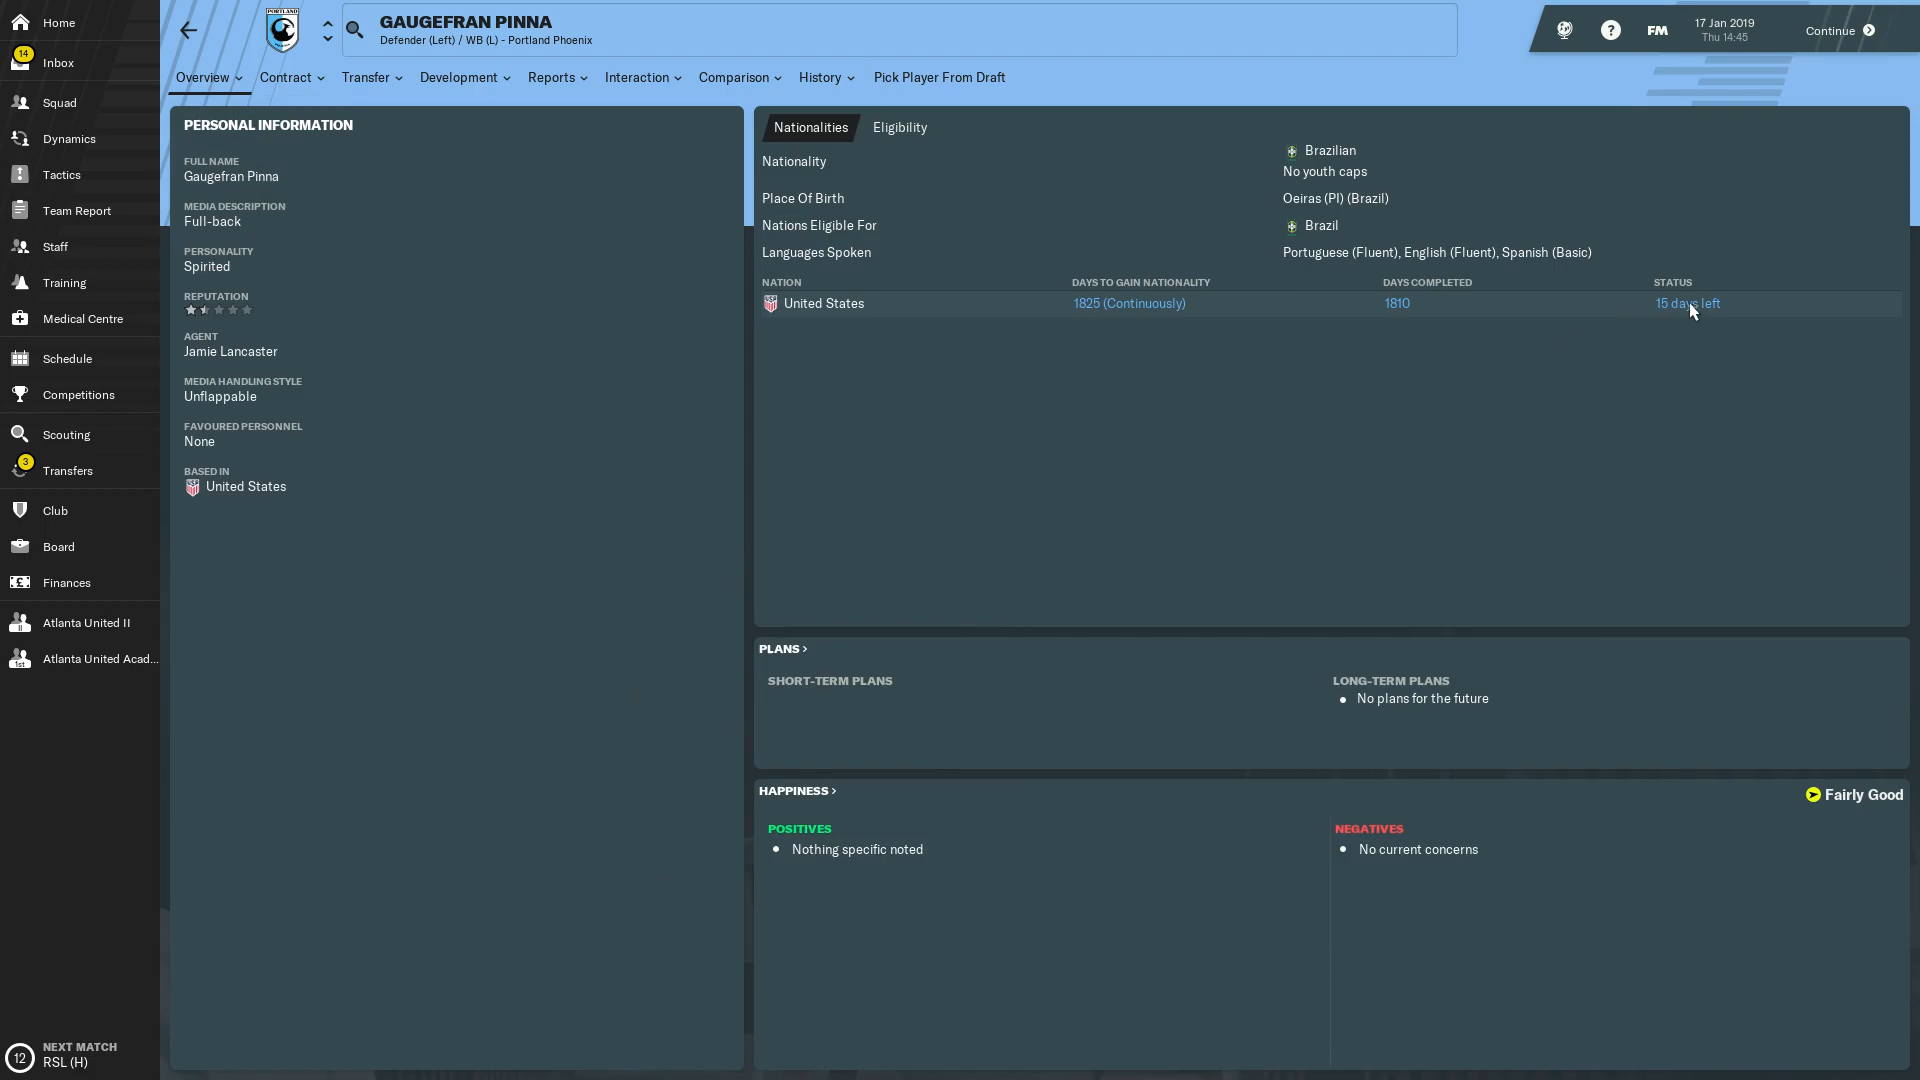 Home
14
Inbox
Squad
Dynamics
Tactics
Team Report
Staff
Training
Medical Centre
Schedule
Competitions
Scouting
3
Transfers
Club
Board
Finances
II
Atlanta United II
1st
Atlanta United Acad...
12
NEXT MATCH
RSL (H)
PORTLAND
GAUGEFRAN PINNA
Defender (Left) / WB (L) - Portland Phoenix
?
FM
17 Jan 2019
Thu 14:45
Continue
Overview
Contract
Transfer
Development
Reports
Interaction
Comparison
History
Pick Player From Draft
PERSONAL INFORMATION
FULL NAME
Gaugefran Pinna
MEDIA DESCRIPTION
Full-back
PERSONALITY
Spirited
REPUTATION
AGENT
Jamie Lancaster
MEDIA HANDLING STYLE
Unflappable
FAVOURED PERSONNEL
None
BASED IN
United States
Nationalities
Eligibility
Nationality
Brazilian
No youth caps
Place Of Birth
Oeiras (PI) (Brazil)
Nations Eligible For
Brazil
Languages Spoken
Portuguese (Fluent), English (Fluent), Spanish (Basic)
NATION
DAYS TO GAIN NATIONALITY
DAYS COMPLETED
STATUS
United States
1825 (Continuously)
1810
15 days left
PLANS >
SHORT-TERM PLANS
LONG-TERM PLANS
• No plans for the future
HAPPINESS >
Fairly Good
POSITIVES
• Nothing specific noted
NEGATIVES
• No current concerns